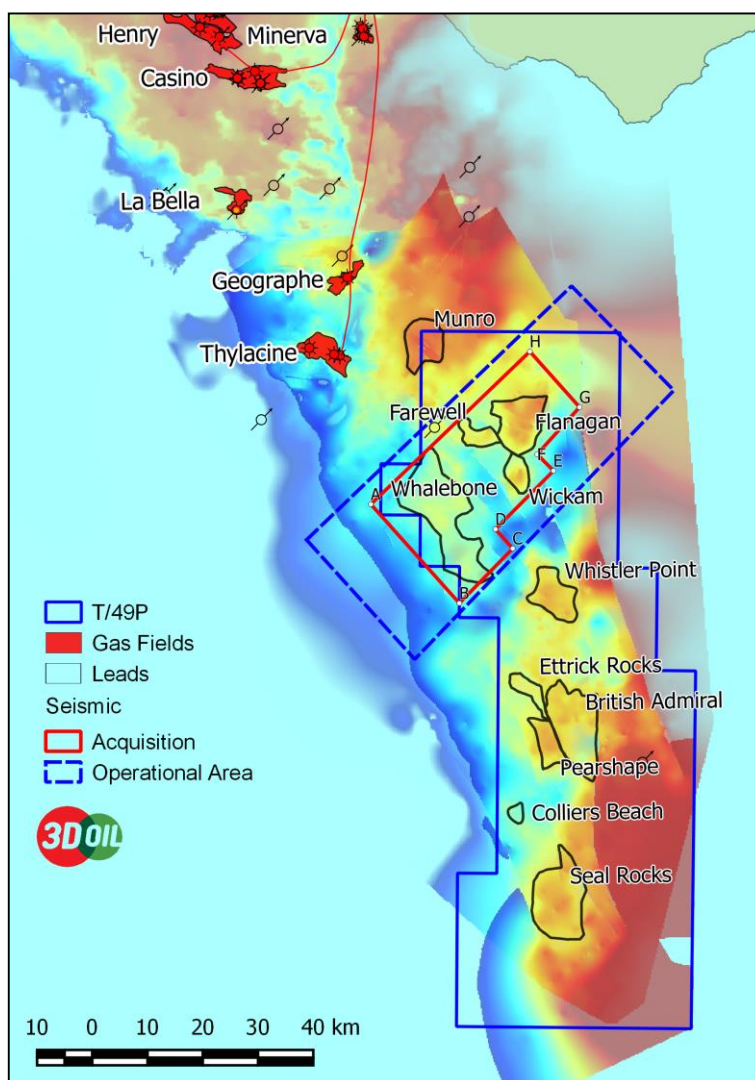 Henry
Minerva
Casino
La Bella
Geographe
Thylacine
Munro
H
G
Farewell
Flanagan
F
E
A
Whalebone
Wickam
D
C
B
Whistler Point
T/49P
Gas Fields
Leads
Seismic
Acquisition
Operational Area
Ettrick Rocks
British Admiral
Pearshape
3D OIL
Colliers Beach
Seal Rocks
10 0 10 20 30 40 km